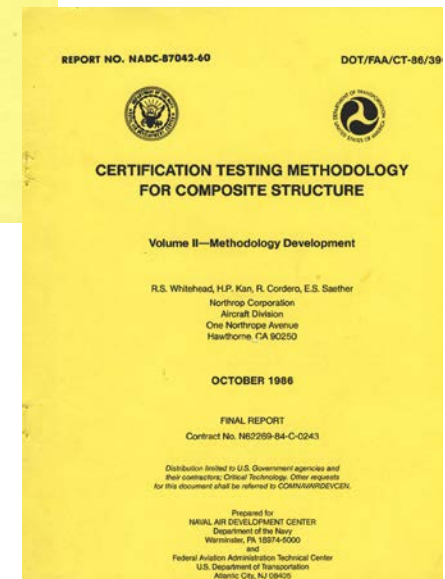 REPORT NO. NADC-87042-60
DOT/FAA/CT-86/39
CERTIFICATION TESTING METHODOLOGY
FOR COMPOSITE STRUCTURE
Volume II—Methodology Development
R.S. Whitehead, H.P. Kan, R. Cordero, E.S. Saether
Northrop Corporation
Aircraft Division
One Northrope Avenue
Hawthorne, CA 90250
OCTOBER 1986
FINAL REPORT
Contract No. N62269-84-C-0243
Distribution limited to U.S. Government agencies and
their contractors; Critical Technology. Other requests
for this document shall be referred to COMNAVAIRDEVCEN.
Prepared for
NAVAL AIR DEVELOPMENT CENTER
Department of the Navy
Warminster, PA 18974-5000
and
Federal Aviation Administration Technical Center
U.S. Department of Transportation
Atlantic City, NJ 08405